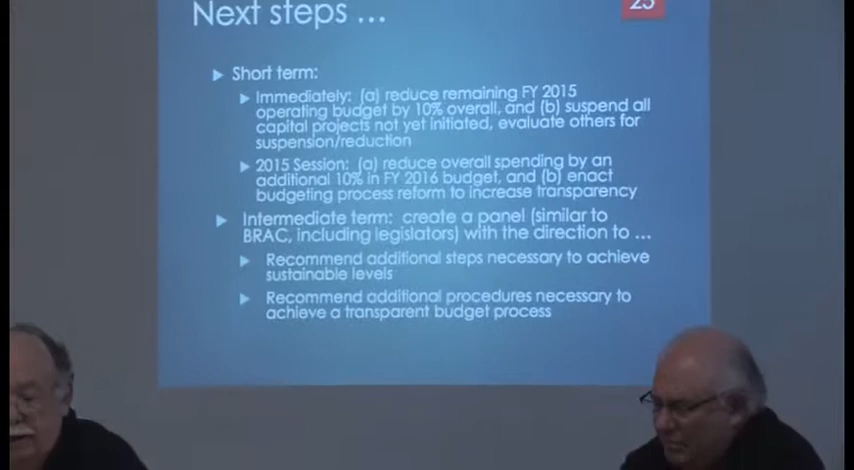 Next steps ...
25
Short term:
Immediately: (a) reduce remaining FY 2015
operating budget by 10% overall, and (b) suspend all
capital projects not yet initiated, evaluate others for
suspension/reduction
2015 Session: (a) reduce overall spending by an
additional 10% in FY 2016 budget, and (b) enact
budgeting process reform to increase transparency
Intermediate term: create a panel (similar to
BRAC, including legislators) with the direction to ...
Recommend additional steps necessary to achieve
sustainable levels
Recommend additional procedures necessary to
achieve a transparent budget process